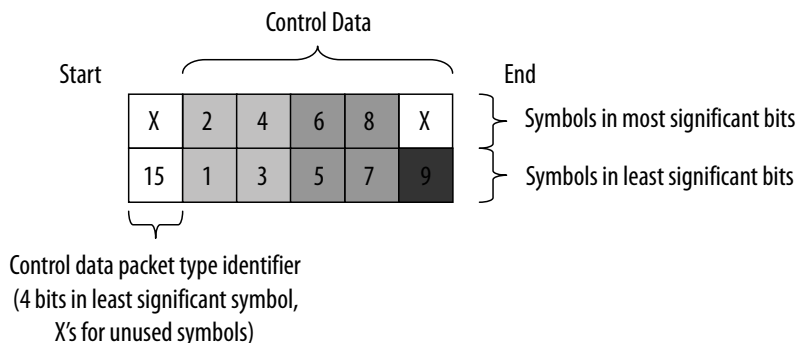 Control Data
Start
End
X 2 4 6 8 X
Symbols in most significant bits
15 1 3 5 7 9
Symbols in least significant bits
Control data packet type identifier
(4 bits in least significant symbol,
X's for unused symbols)